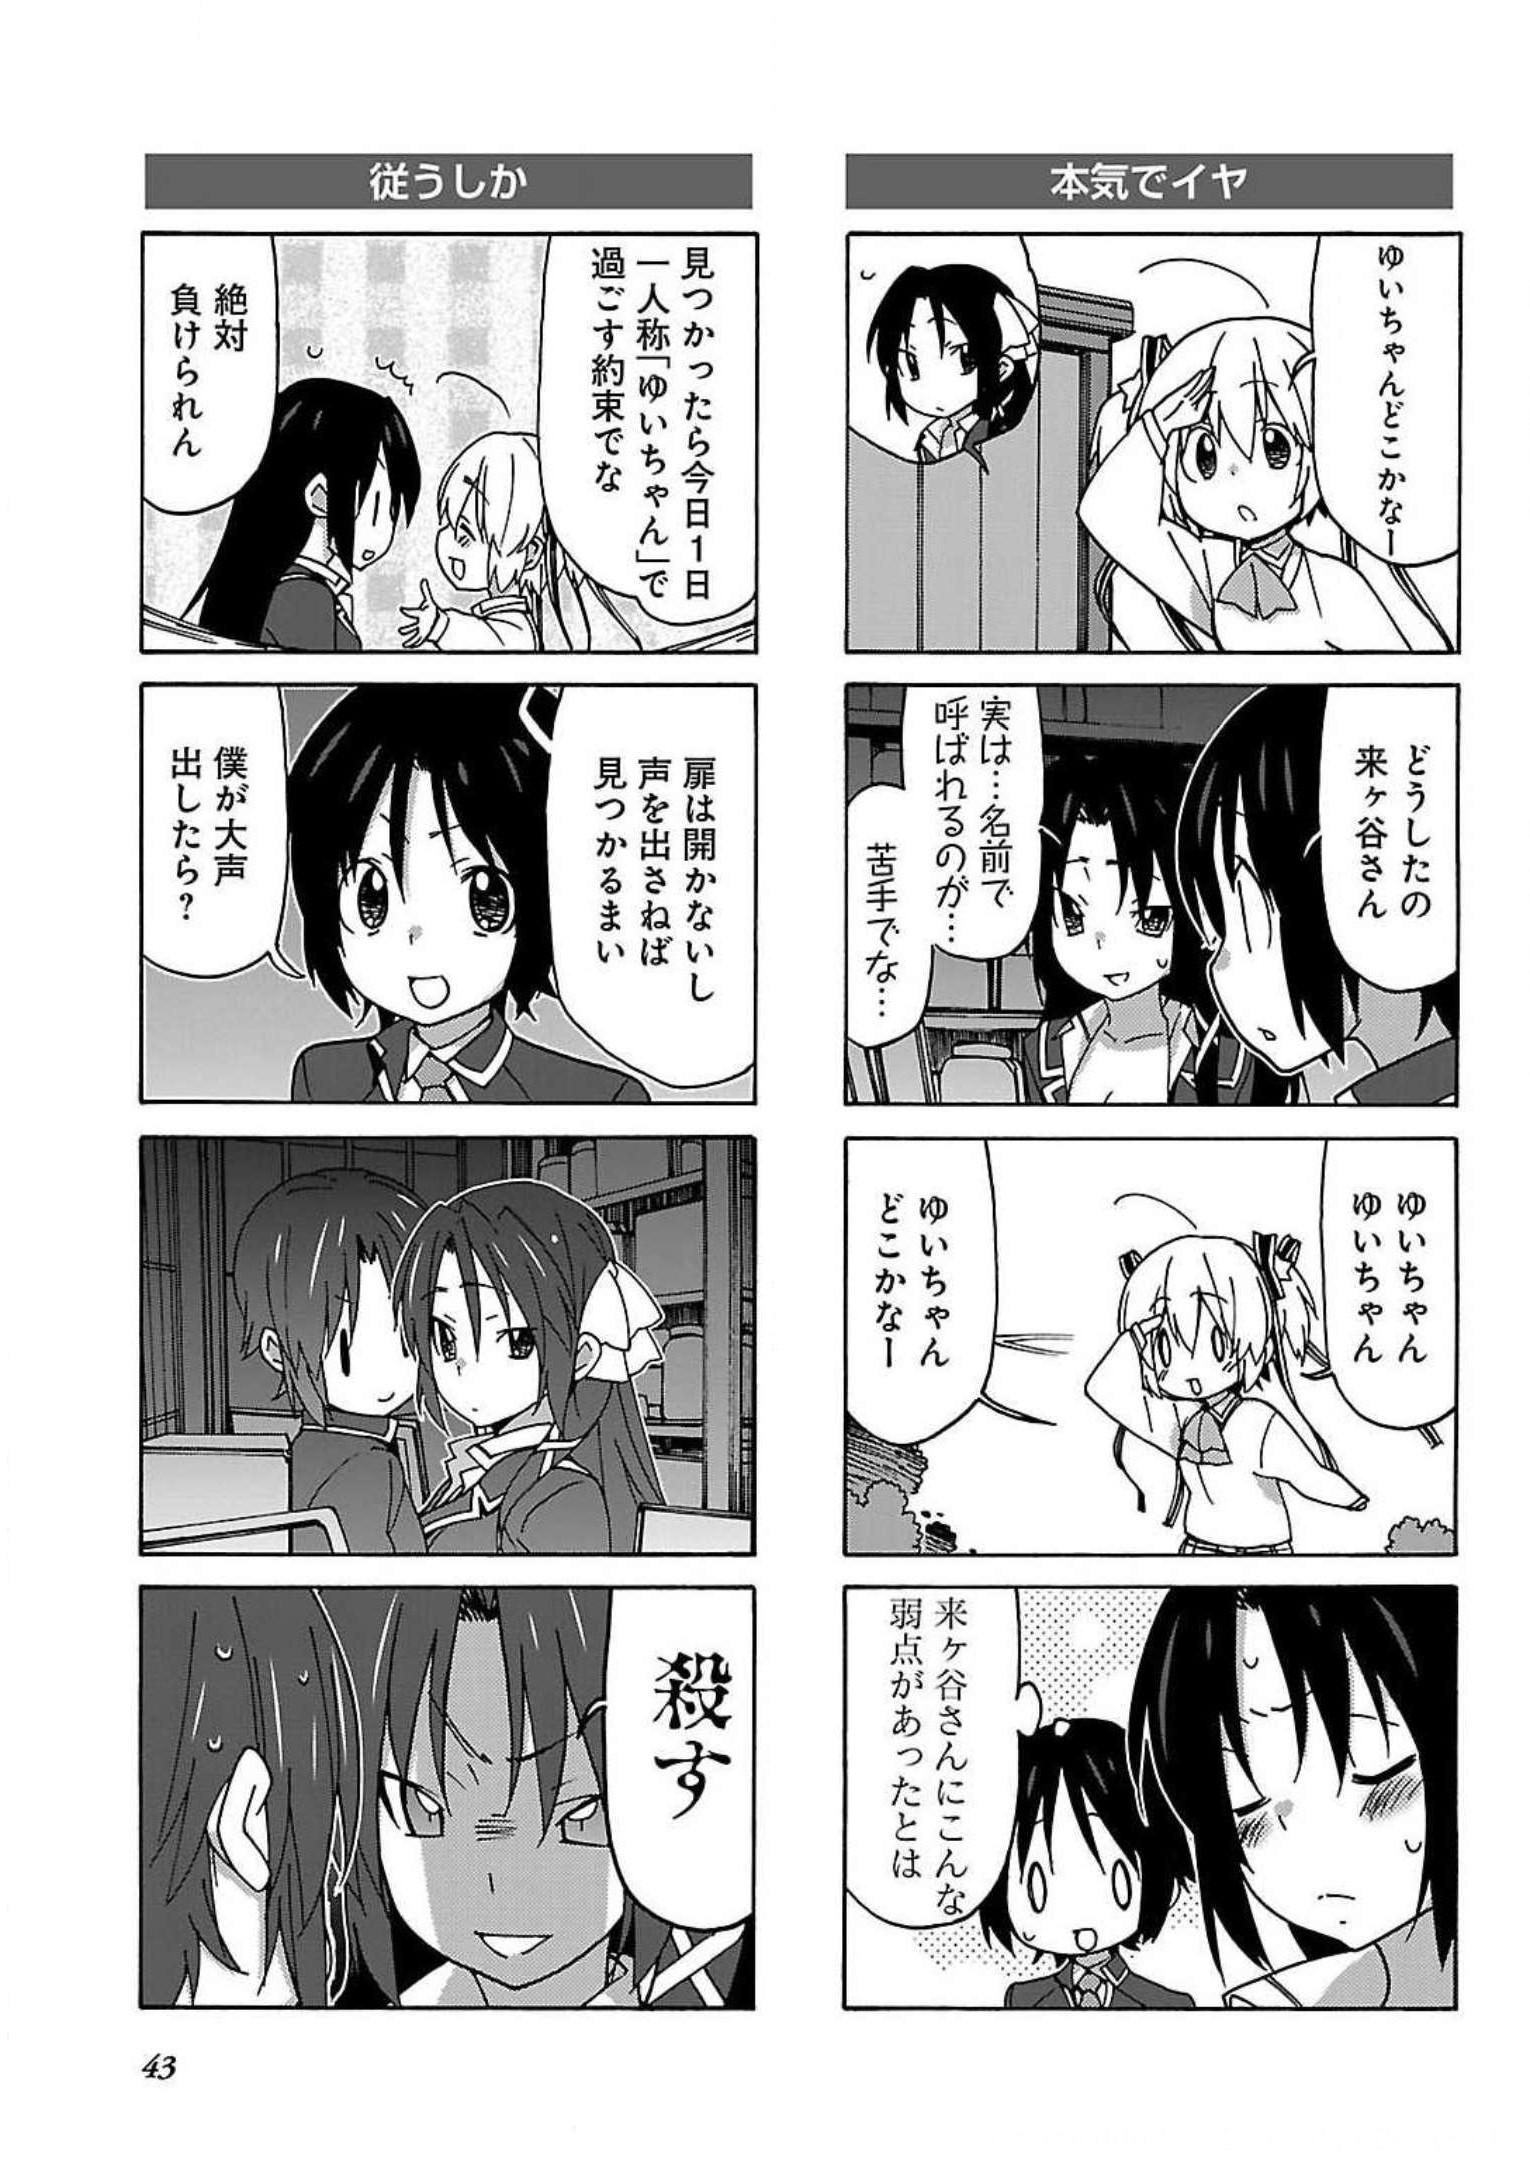 本気でイヤ
ゆいちゃんどこかなー
どうしたの
来ヶ谷さん
実は…名前で
呼ばれるのが…
苦手でな…
ゆいちゃん
ゆいちゃん
ゆいちゃん
どこかなー
来ヶ谷さんにこんな
弱点があったとは
従うしか
見つかったら今日1日
一人称「ゆいちゃん」で
過ごす約束でな
絶対
負けられん
扉は開かないし
声を出さねば
見つかるまい
僕が大声
出したら?
殺す
43